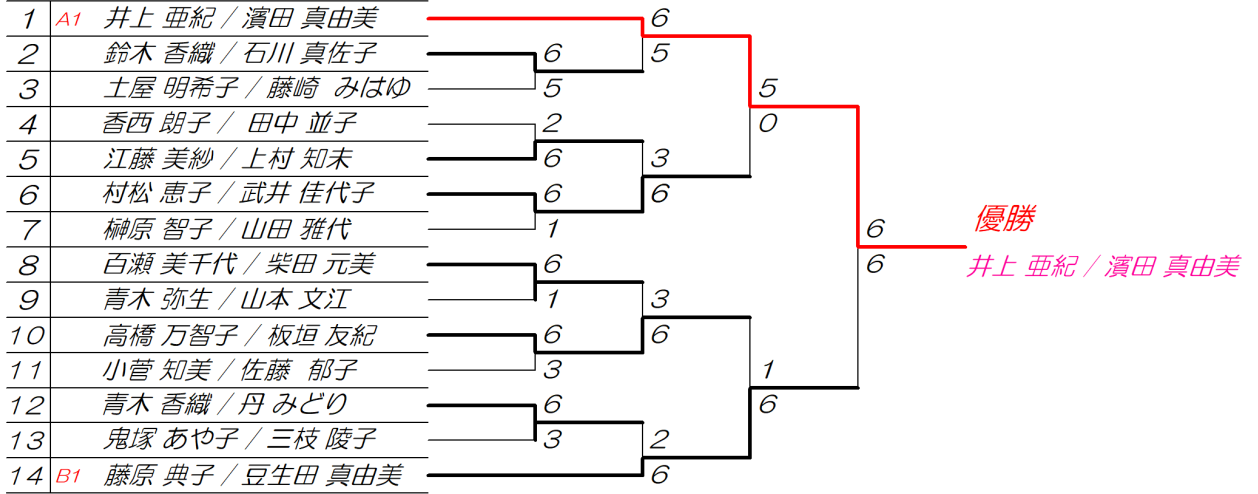 1 A1 井上 亜紀 / 濱田 真由美 6
2 鈴木 香織 / 石川 真佐子 6 5
3 土屋 明希子 / 藤崎 みはゆ 5 5
4 香西 朗子 / 田中 並子 2 0
5 江藤 美紗 / 上村 知未 6 3
6 村松 恵子 / 武井 佳代子 6 6
7 榊原 智子 / 山田 雅代 1 6 優勝
8 百瀬 美千代 / 柴田 元美 6 6 井上 亜紀 / 濱田 真由美
9 青木 弥生 / 山本 文江 1 3
10 高橋 万智子 / 板垣 友紀 6 6
11 小菅 知美 / 佐藤 郁子 3 1
12 青木 香織 / 丹 みどり 6 6
13 鬼塚 あや子 / 三枝 陵子 3 2
14 B1 藤原 典子 / 豆生田 真由美 6